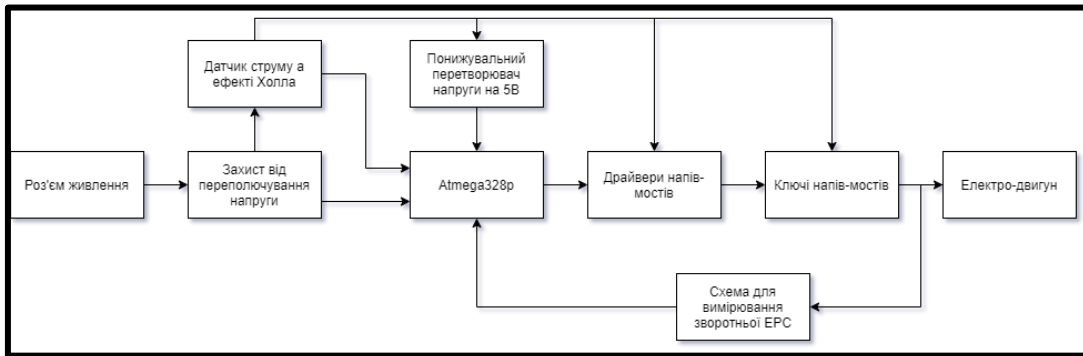 Датчик струму а
ефекті Холла
Понижувальний
перетворювач
напруги на 5В
Роз'єм живлення
Захист від
переполючування
напруги
Atmega328p
Драйвери напів-
мостів
Ключі напів-мостів
Електро-двигун
Схема для
вимірювання
зворотньої ЕРС